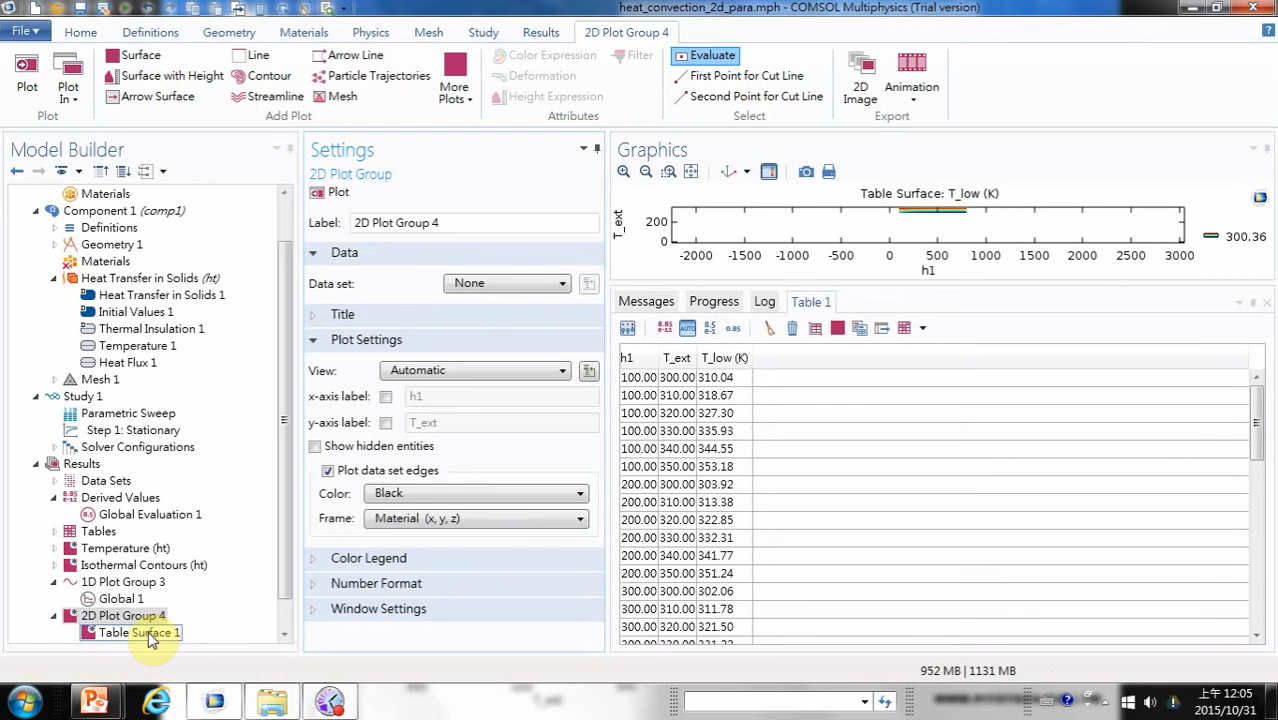 heat_convection_2d_para.mph - COMSOL Multiphysics (Trial version)
File▾ Home Definitions Geometry Materials Physics Mesh Study Results 2D Plot Group 4
Plot
Plot In ▾
Plot
Surface
Surface with Height
Arrow Surface
Line
Contour
Streamline
Arrow Line
Particle Trajectories
Mesh
More Plots ▾
Add Plot
Color Expression
Deformation
Height Expression
Filter
Attributes
Evaluate
First Point for Cut Line
Second Point for Cut Line
Select
2D Image
Animation
Export
Model Builder
Materials
Component 1 (comp1)
Definitions
Geometry 1
Materials
Heat Transfer in Solids (ht)
Heat Transfer in Solids 1
Initial Values 1
Thermal Insulation 1
Temperature 1
Heat Flux 1
Mesh 1
Study 1
Parametric Sweep
Step 1: Stationary
Solver Configurations
Results
Data Sets
Derived Values
Global Evaluation 1
Tables
Temperature (ht)
Isothermal Contours (ht)
1D Plot Group 3
Global 1
2D Plot Group 4
Table Surface 1
Settings
2D Plot Group
Plot
Label: 2D Plot Group 4
Data
Data set: None
Title
Plot Settings
View: Automatic
x-axis label: h1
y-axis label: T_ext
Show hidden entities
Plot data set edges
Color: Black
Frame: Material (x, y, z)
Color Legend
Number Format
Window Settings
Graphics
Table Surface: T_low (K)
T_ext
200
0
-2000 -1500 -1000 -500 0 500 1000 1500 2000 2500 3000
h1
300.36
Messages Progress Log Table 1
8.85 e-12 AUTO 8.5 e-1 0.85
h1 T_ext T_low (K)
100.00 300.00 310.04
100.00 310.00 318.67
100.00 320.00 327.30
100.00 330.00 335.93
100.00 340.00 344.55
100.00 350.00 353.18
200.00 300.00 303.92
200.00 310.00 313.38
200.00 320.00 322.85
200.00 330.00 332.31
200.00 340.00 341.77
200.00 350.00 351.24
300.00 300.00 302.06
300.00 310.00 311.78
300.00 320.00 321.50
300.00 330.00 331.22
952 MB | 1131 MB
上午 12:05
2015/10/31